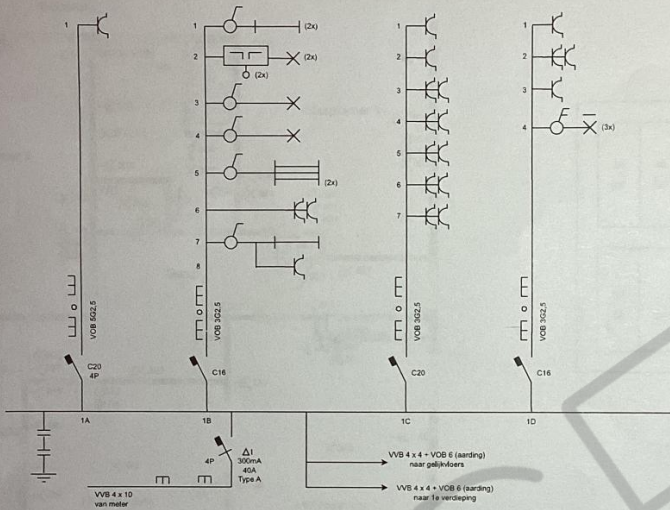 1
1
(2x)
2
(2x)
(2x)
3
4
5
(2x)
6
7
8
1
2
3
4
5
6
7
1
2
3
4
(3x)
VOB 5G2,5
VOB 3G2,5
VOB 3G2,5
VOB 3G2,5
C20
4P
C16
C20
C16
1A
1B
1C
1D
4P
ΔI
300mA
40A
Type A
VVB 4 x 10
van meter
VVB 4 x 4 + VOB 6 (aarding)
naar gelijkvloers
VVB 4 x 4 + VOB 6 (aarding)
naar 1e verdieping